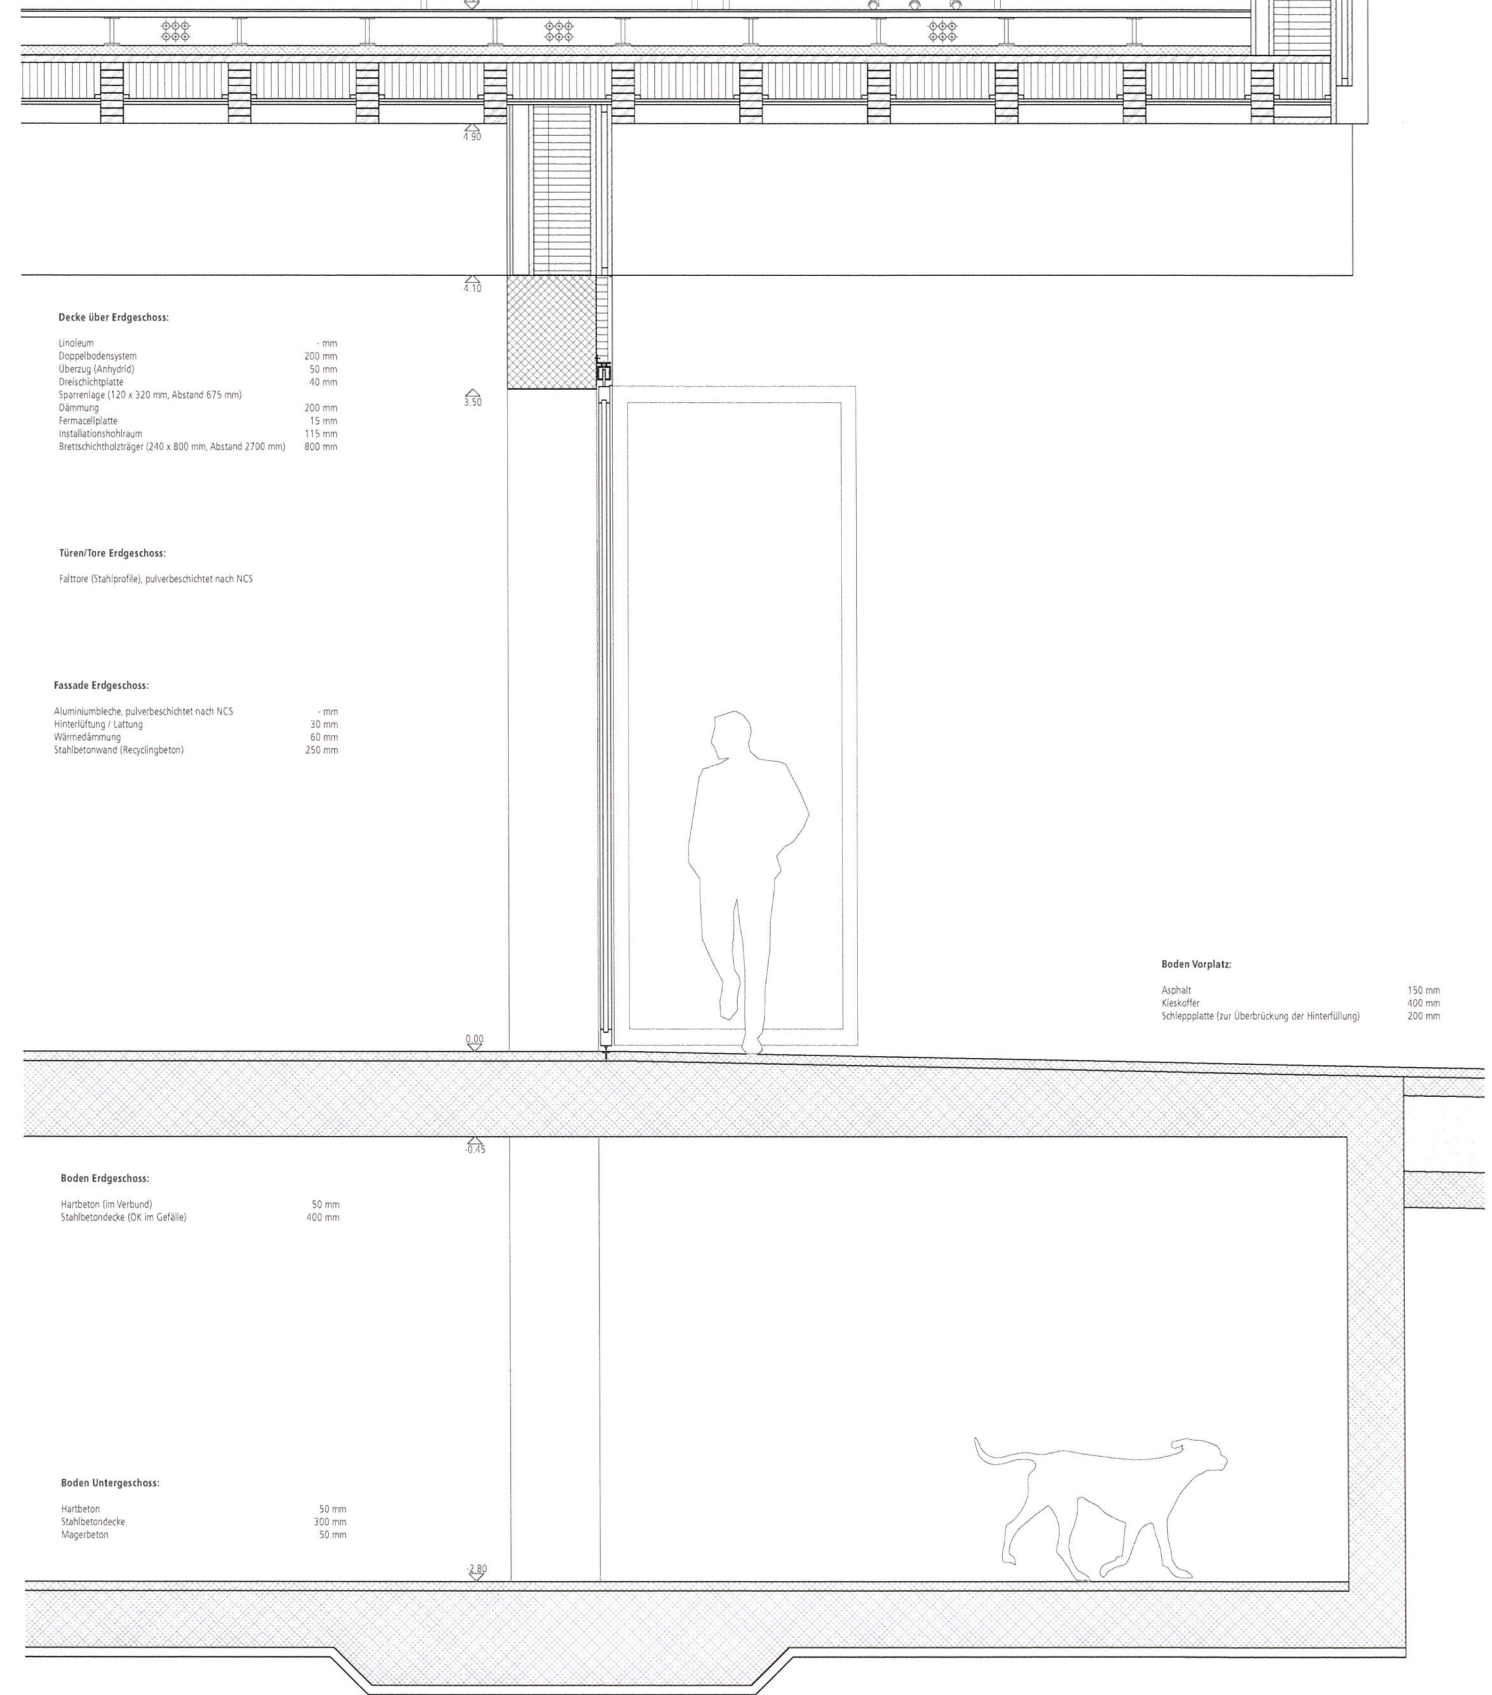 4.90
4.10
Decke über Erdgeschoss:
Linoleum - mm
Doppelbodensystem 200 mm
Überzug (Anhydrid) 50 mm
Dreischichtplatte 40 mm
Sparrenlage (120 x 320 mm, Abstand 675 mm)
Dämmung 200 mm
Fermacellplatte 15 mm
Installationshohlraum 115 mm
Brettschichtholzträger (240 x 800 mm, Abstand 2700 mm) 800 mm
3.50
Türen/Tore Erdgeschoss:
Falttore (Stahlprofile), pulverbeschichtet nach NCS
Fassade Erdgeschoss:
Aluminiumbleche, pulverbeschichtet nach NCS - mm
Hinterlüftung / Lattung 30 mm
Wärmedämmung 60 mm
Stahlbetonwand (Recyclingbeton) 250 mm
Boden Vorplatz:
Asphalt 150 mm
Kieskoffer 400 mm
Schleppplatte (zur Überbrückung der Hinterfüllung) 200 mm
0.00
-0.45
Boden Erdgeschoss:
Hartbeton (im Verbund) 50 mm
Stahlbetondecke (OK im Gefälle) 400 mm
Boden Untergeschoss:
Hartbeton 50 mm
Stahlbetondecke 300 mm
Magerbeton 50 mm
-2.80